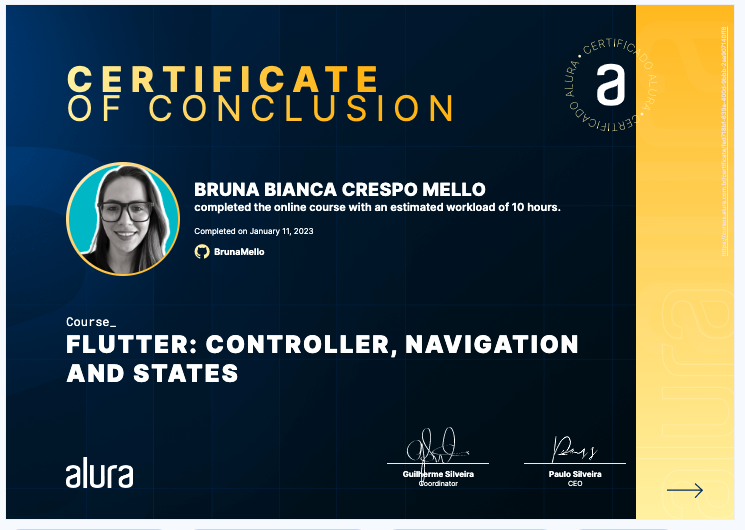 CERTIFICATE
OF CONCLUSION
CERTIFICADO ALURA • CERTIFICADO ALURA •
a
BRUNA BIANCA CRESPO MELLO
completed the online course with an estimated workload of 10 hours.
Completed on January 11, 2023
BrunaMello
Course_
FLUTTER: CONTROLLER, NAVIGATION
AND STATES
alura
Guilherme Silveira
Coordinator
Paulo Silveira
CEO
alura